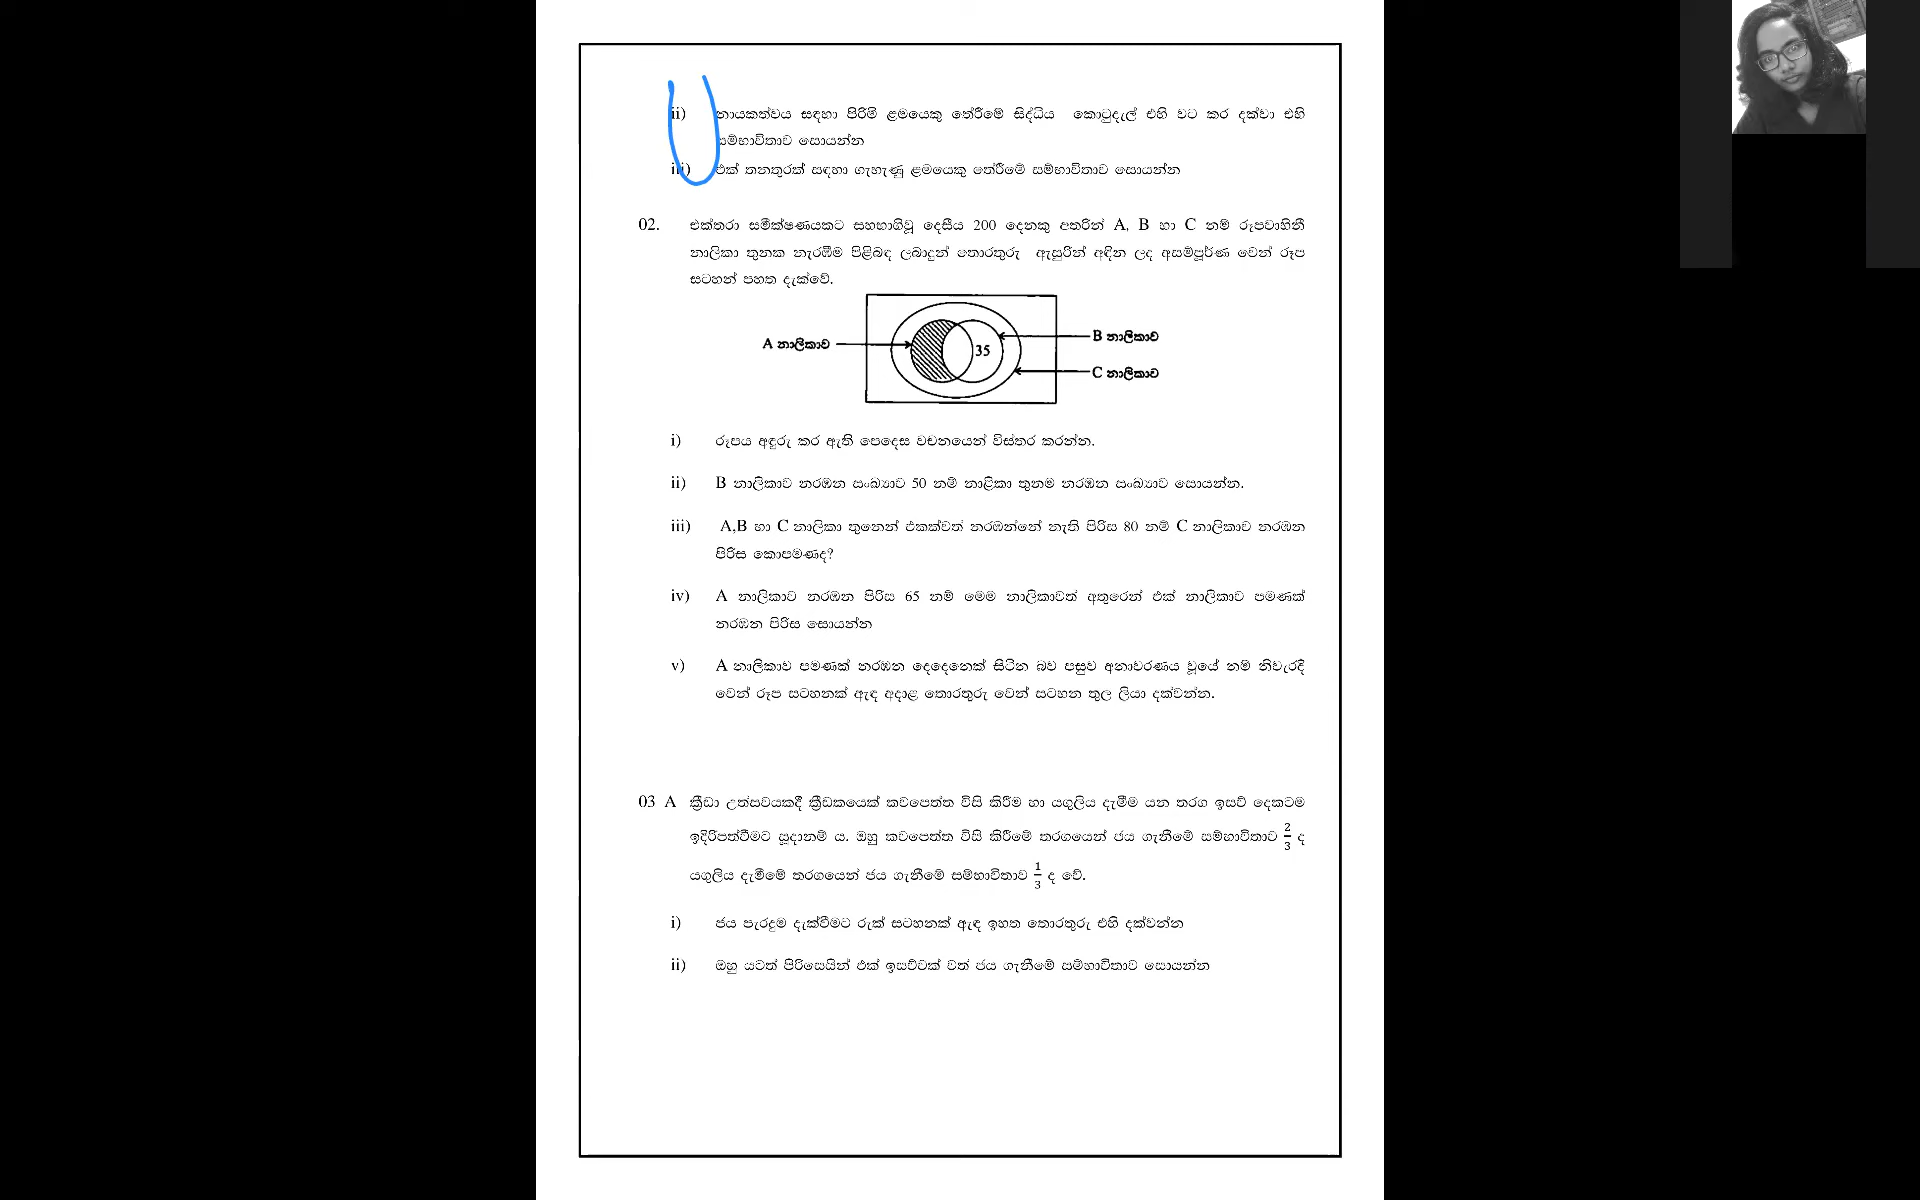 ii) නායකත්වය සඳහා පිරිමි ළමයෙකු තේරීමේ සිද්ධිය කොටුදැල් එහි වට කර දක්වා එහි
සම්භාවිතාව සොයන්න
iii) එක් තනතුරක් සඳහා ගැහැණු ළමයෙකු තේරීමේ සම්භාවිතාව සොයන්න
02. එක්තරා සමීක්ෂණයකට සහභාගිවූ දෙසීය 200 දෙනකු අතරින් A, B හා C නම් රූපවාහිනී
නාලිකා තුනක නැරඹීම පිළිබඳ ලබාදුන් තොරතුරු ඇසුරින් අඳින ලද අසම්පූර්ණ වෙන් රූප
සටහන් පහත දැක්වේ.
A නාලිකාව
B නාලිකාව
35
C නාලිකාව
i) රූපය අඳුරු කර ඇති පෙදෙස වචනයෙන් විස්තර කරන්න.
ii) B නාලිකාව නරඹන සංඛ්‍යාව 50 නම් නාළිකා තුනම නරඹන සංඛ්‍යාව සොයන්න.
iii) A,B හා C නාලිකා තුනෙන් එකක්වත් නරඹන්නේ නැති පිරිස 80 නම් C නාලිකාව නරඹන
පිරිස කොපමණද?
iv) A නාලිකාව නරඹන පිරිස 65 නම් මෙම නාලිකාවත් අතුරෙන් එක් නාලිකාව පමණක්
නරඹන පිරිස සොයන්න
v) A නාලිකාව පමණක් නරඹන දෙදෙනෙක් සිටින බව පසුව අනාවරණය වූයේ නම් නිවැරදි
වෙන් රූප සටහනක් ඇඳ අදාළ තොරතුරු වෙන් සටහන තුල ලියා දක්වන්න.
03 A ක්‍රීඩා උත්සවයකදී ක්‍රීඩකයෙක් කවපෙත්ත විසි කිරීම හා යගුලිය දැමීම යන තරග ඉසව් දෙකටම
ඉදිරිපත්වීමට සූදානම් ය. ඔහු කවපෙත්ත විසි කිරීමේ තරගයෙන් ජය ගැනීමේ සම්භාවිතාව 2/3 ද
යගුලිය දැමීමේ තරගයෙන් ජය ගැනීමේ සම්භාවිතාව 1/3 ද වේ.
i) ජය පැරදුම දැක්වීමට රුක් සටහනක් ඇඳ ඉහත තොරතුරු එහි දක්වන්න
ii) ඔහු යටත් පිරිසෙයින් එක් ඉසව්වක් වත් ජය ගැනීමේ සම්භාවිතාව සොයන්න